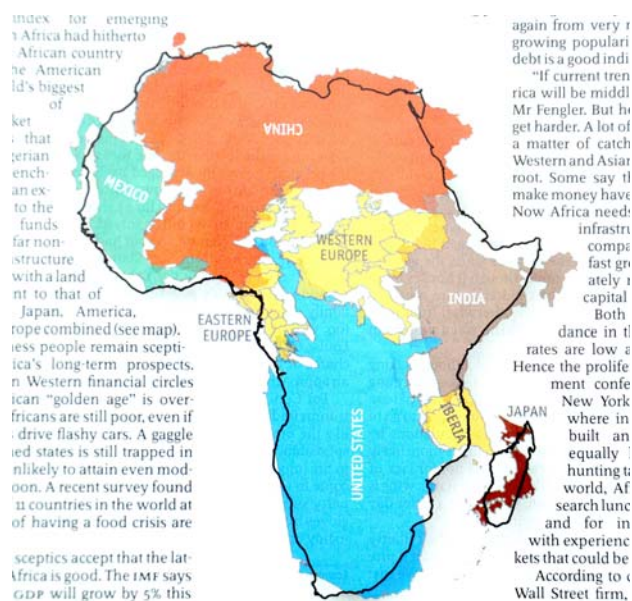 index for emerging
Africa had hitherto
African country
he American
ld's biggest
of
ket
that
gerian
ench-
an ex-
to the
funds
far non-
structure
with a land
nt to that of
Japan, America,
rope combined (see map).
ness people remain scepti-
rica's long-term prospects.
n Western financial circles
ican "golden age" is over-
fricans are still poor, even if
drive flashy cars. A gaggle
ed states is still trapped in
nlikely to attain even mod-
oon. A recent survey found
11 countries in the world at
of having a food crisis are
sceptics accept that the lat-
Africa is good. The IMF says
GDP will grow by 5% this
CHINA
MEXICO
WESTERN
EUROPE
INDIA
EASTERN
EUROPE
IBERIA
JAPAN
UNITED STATES
again from very
growing populari
debt is a good indi
"If current tren
rica will be middl
Mr Fengler. But he
get harder. A lot of
a matter of catch
Western and Asian
root. Some say th
make money have
Now Africa needs
infrastru
compa
fast gro
ately r
capital
Both
dance in th
rates are low a
Hence the prolife
ment confe
New York
where in
built an
equally
hunting ta
world, Af
search lunc
and for in
with experienc
kets that could be
According to c
Wall Street firm,